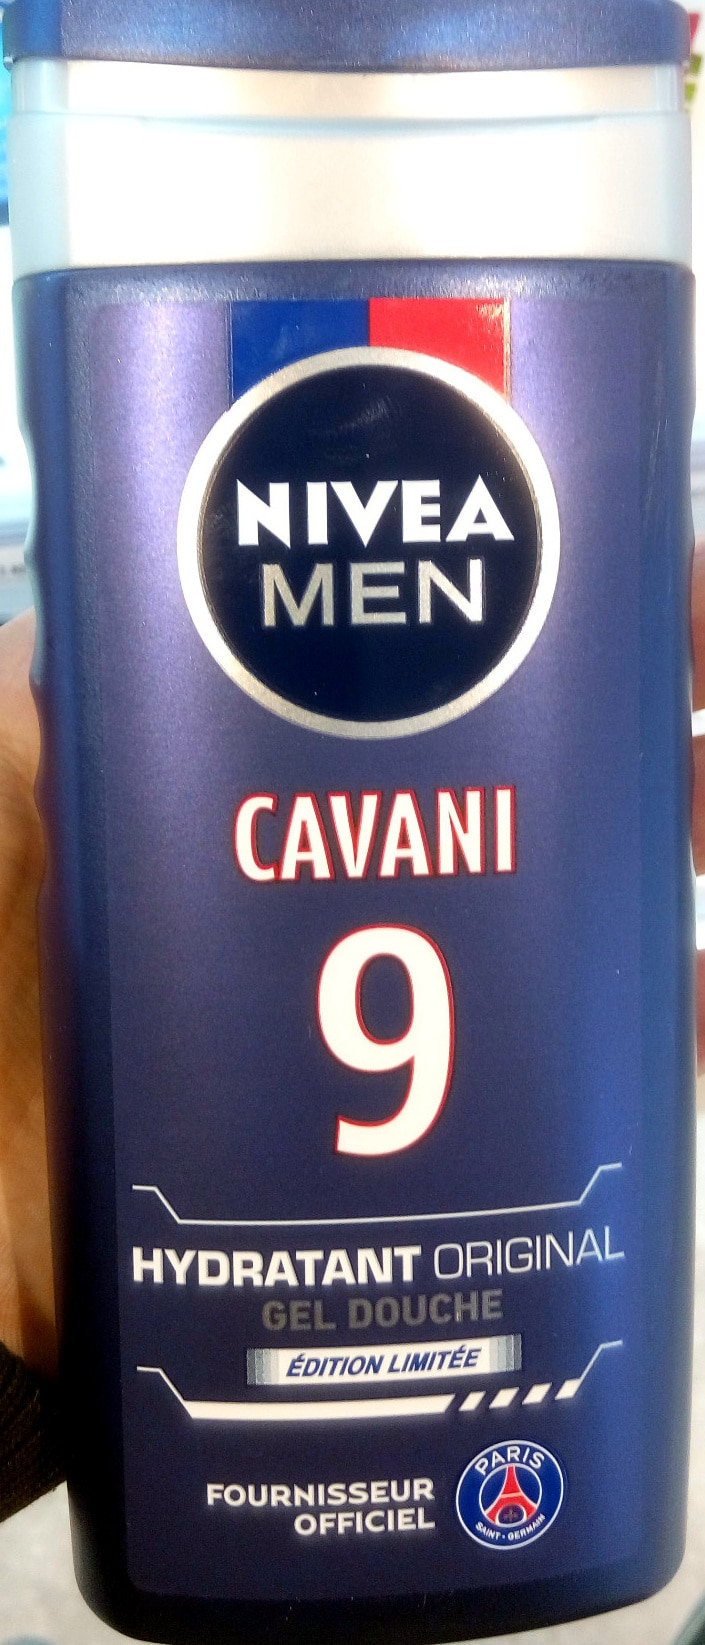 NIVEA
MEN
CAVANI
9
HYDRATANT ORIGINAL
GEL DOUCHE
ÉDITION LIMITÉE
FOURNISSEUR
OFFICIEL
PARIS
SAINT-GERMAIN